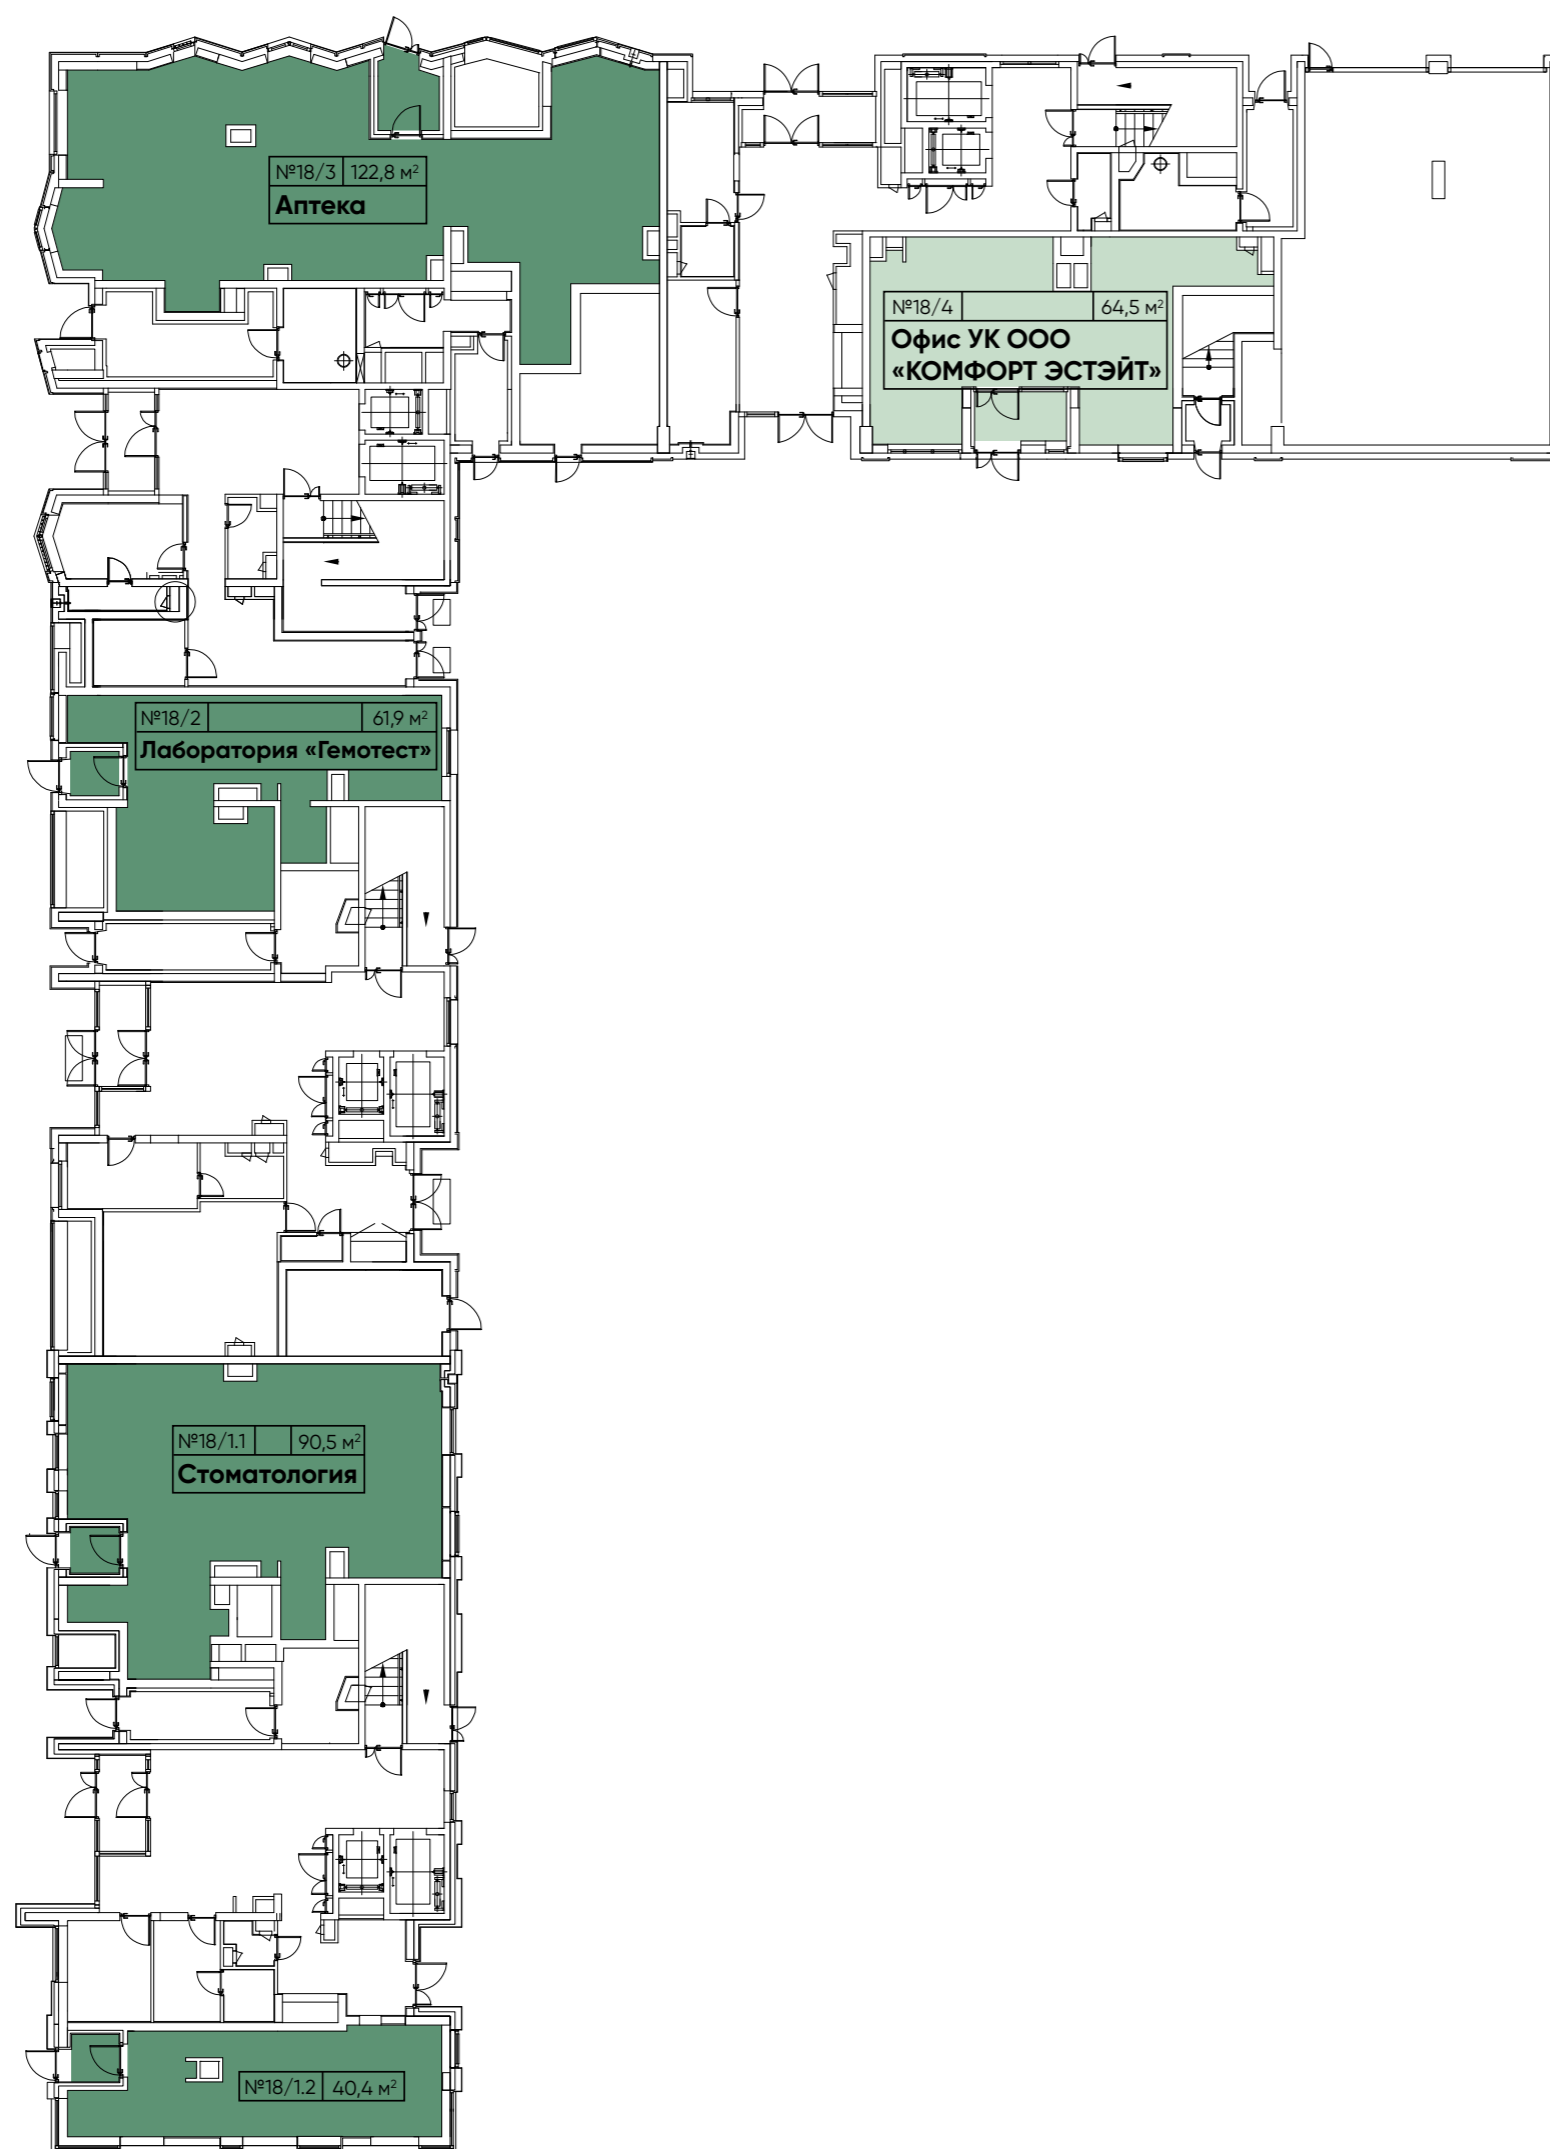 №18/3 122,8 м²
Аптека
№18/4 64,5 м²
Офис УК ООО
«КОМФОРТ ЭСТЭЙТ»
№18/2 61,9 м²
Лаборатория «Гемотест»
№18/1.1 90,5 м²
Стоматология
№18/1.2 40,4 м²